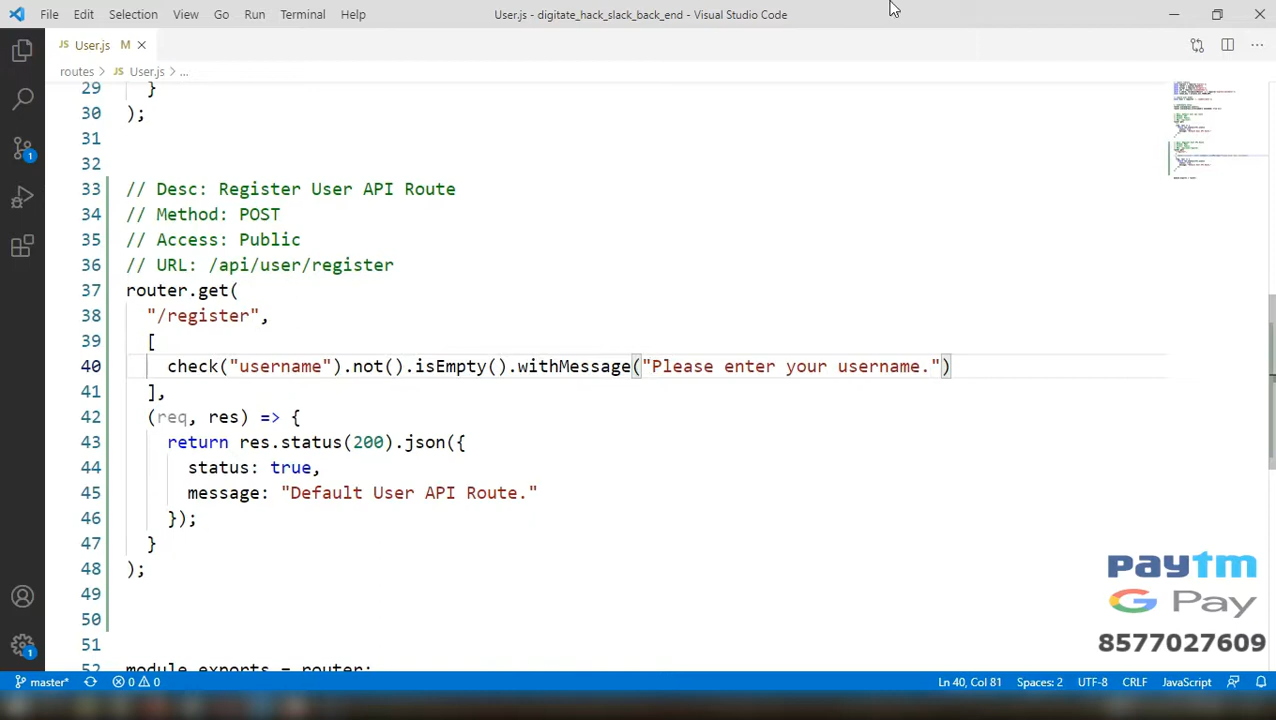 File Edit Selection View Go Run Terminal Help User.js - digitate_hack_slack_back_end - Visual Studio Code
JS User.js M
routes > JS User.js > ...
29 }
30 );
31
32
33 // Desc: Register User API Route
34 // Method: POST
35 // Access: Public
36 // URL: /api/user/register
37 router.get(
38 "/register",
39 [
40 check("username").not().isEmpty().withMessage("Please enter your username.")
41 ],
42 (req, res) => {
43 return res.status(200).json({
44 status: true,
45 message: "Default User API Route."
46 });
47 }
48 );
49
50
51
52 module.exports = router;
paytm
G Pay
8577027609
1
1
master* 0 0 Ln 40, Col 81 Spaces: 2 UTF-8 CRLF JavaScript